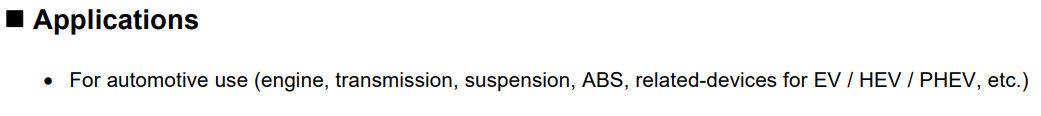 ■ Applications
• For automotive use (engine, transmission, suspension, ABS, related-devices for EV / HEV / PHEV, etc.)